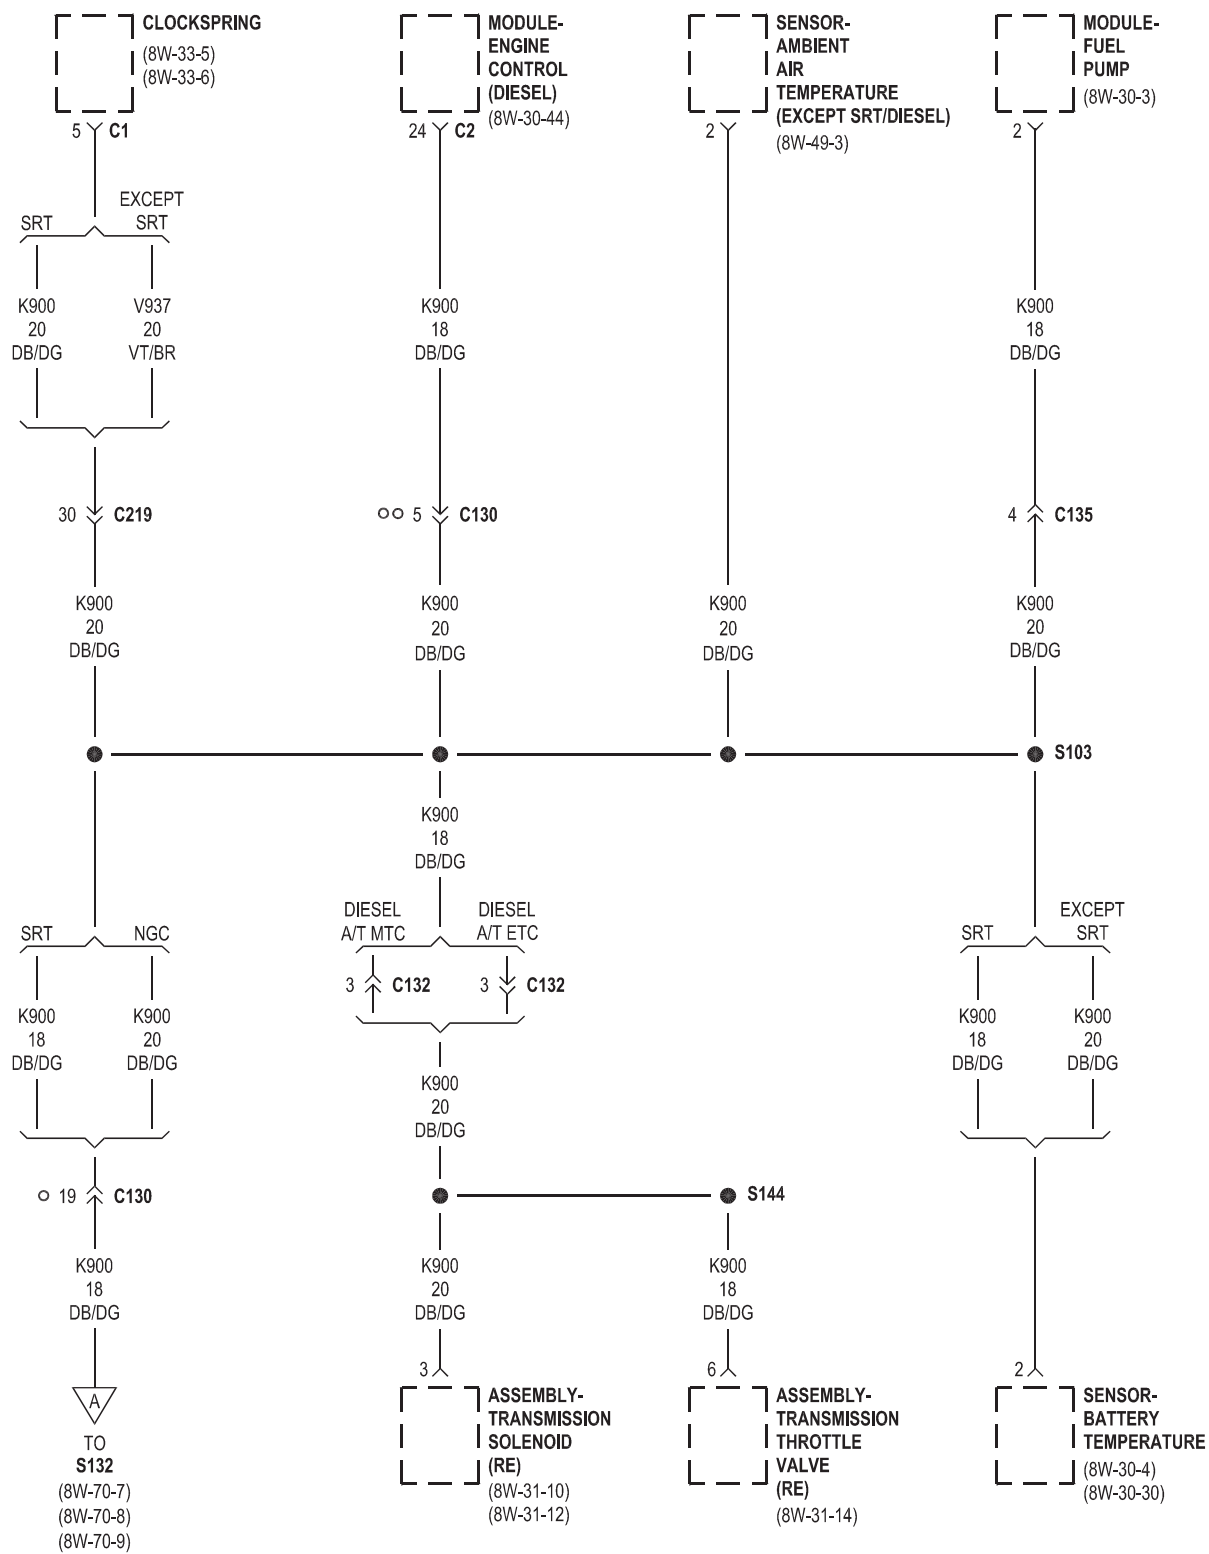 CLOCKSPRING
(8W-33-5)
(8W-33-6)
5 C1
MODULE-
ENGINE
CONTROL
(DIESEL)
(8W-30-44)
24 C2
SENSOR-
AMBIENT
AIR
TEMPERATURE
(EXCEPT SRT/DIESEL)
(8W-49-3)
2
MODULE-
FUEL
PUMP
(8W-30-3)
2
SRT
EXCEPT
SRT
K900
20
DB/DG
V937
20
VT/BR
K900
18
DB/DG
K900
18
DB/DG
30 C219
5 C130
4 C135
K900
20
DB/DG
K900
20
DB/DG
K900
20
DB/DG
K900
20
DB/DG
S103
K900
18
DB/DG
SRT
NGC
DIESEL
A/T MTC
DIESEL
A/T ETC
SRT
EXCEPT
SRT
3 C132
3 C132
K900
18
DB/DG
K900
20
DB/DG
K900
18
DB/DG
K900
20
DB/DG
K900
20
DB/DG
19 C130
S144
K900
18
DB/DG
K900
20
DB/DG
K900
18
DB/DG
A
TO
S132
(8W-70-7)
(8W-70-8)
(8W-70-9)
3
ASSEMBLY-
TRANSMISSION
SOLENOID
(RE)
(8W-31-10)
(8W-31-12)
6
ASSEMBLY-
TRANSMISSION
THROTTLE
VALVE
(RE)
(8W-31-14)
2
SENSOR-
BATTERY
TEMPERATURE
(8W-30-4)
(8W-30-30)